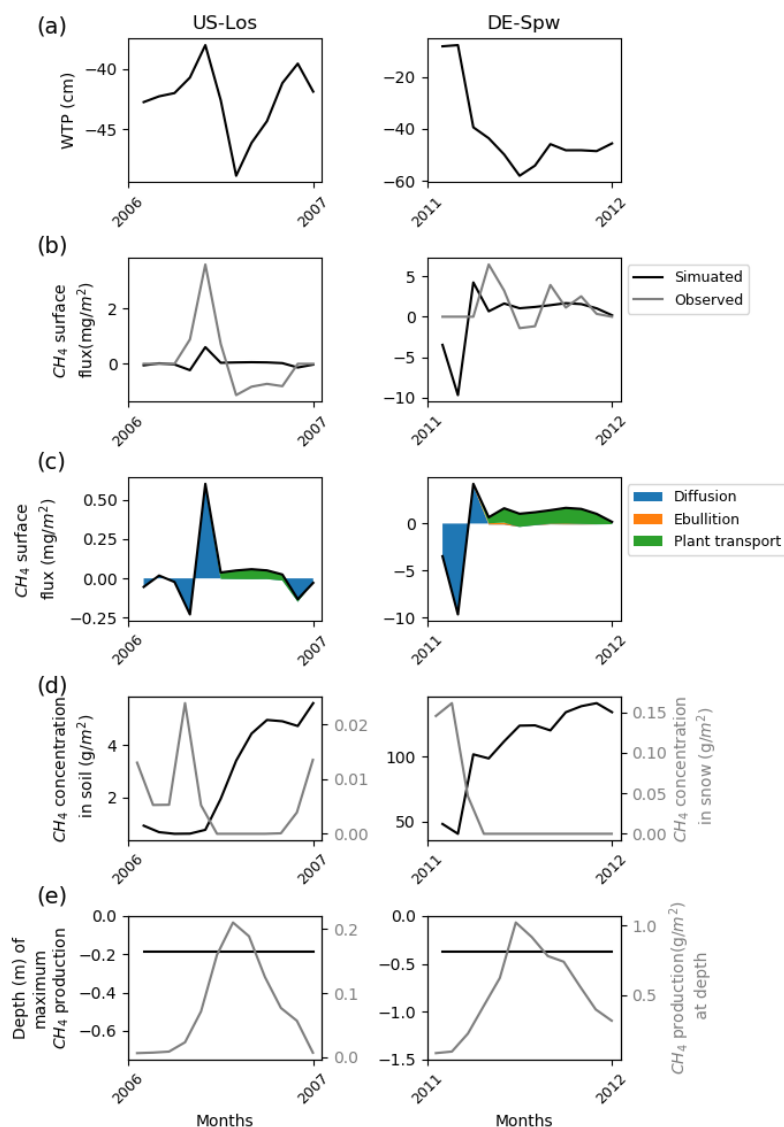 (a)
US-Los
DE-Spw
WTP (cm)
−40
−45
2006
2007
−20
−40
−60
2011
2012
(b)
CH4 surface
flux(mg/m²)
2
0
2006
2007
5
0
−5
−10
2011
2012
Simuated
Observed
(c)
CH4 surface
flux (mg/m²)
0.50
0.25
0.00
−0.25
2006
2007
0
−5
−10
2011
2012
Diffusion
Ebullition
Plant transport
(d)
CH4 concentration
in soil (g/m²)
4
2
0.02
0.01
0.00
2006
2007
100
50
0.15
0.10
0.05
0.00
CH4 concentration
in snow (g/m²)
2011
2012
(e)
Depth (m) of
maximum
CH4 production
0.0
−0.2
−0.4
−0.6
0.2
0.1
0.0
2006
2007
Months
0.0
−0.5
−1.0
−1.5
1.0
0.5
CH4 production(g/m²)
at depth
2011
2012
Months